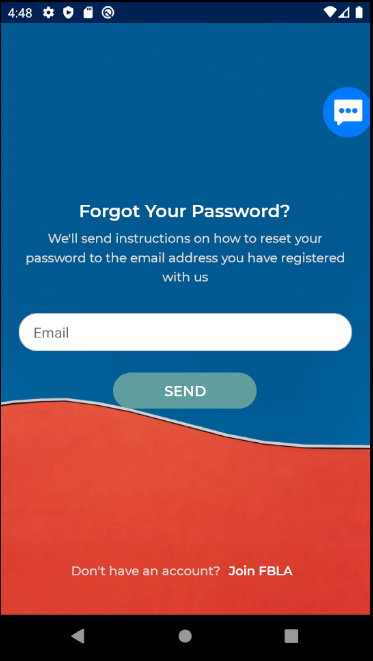 4:48
Forgot Your Password?
We'll send instructions on how to reset your
password to the email address you have registered
with us
Email
SEND
Don't have an account? Join FBLA